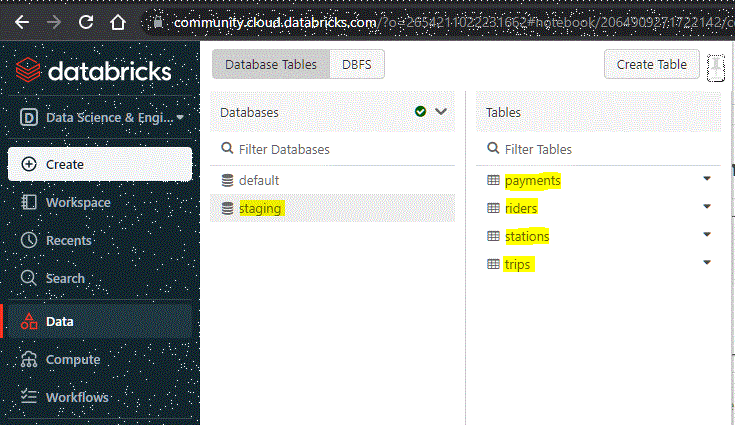 community.cloud.databricks.com/?o=2654211022231662#notebook/2064909271722142/c
databricks
Database Tables DBFS Create Table
D Data Science & Engi...
Databases Tables
Create
Filter Databases Filter Tables
default payments
Workspace
staging riders
Recents
stations
Search
trips
Data
Compute
Workflows